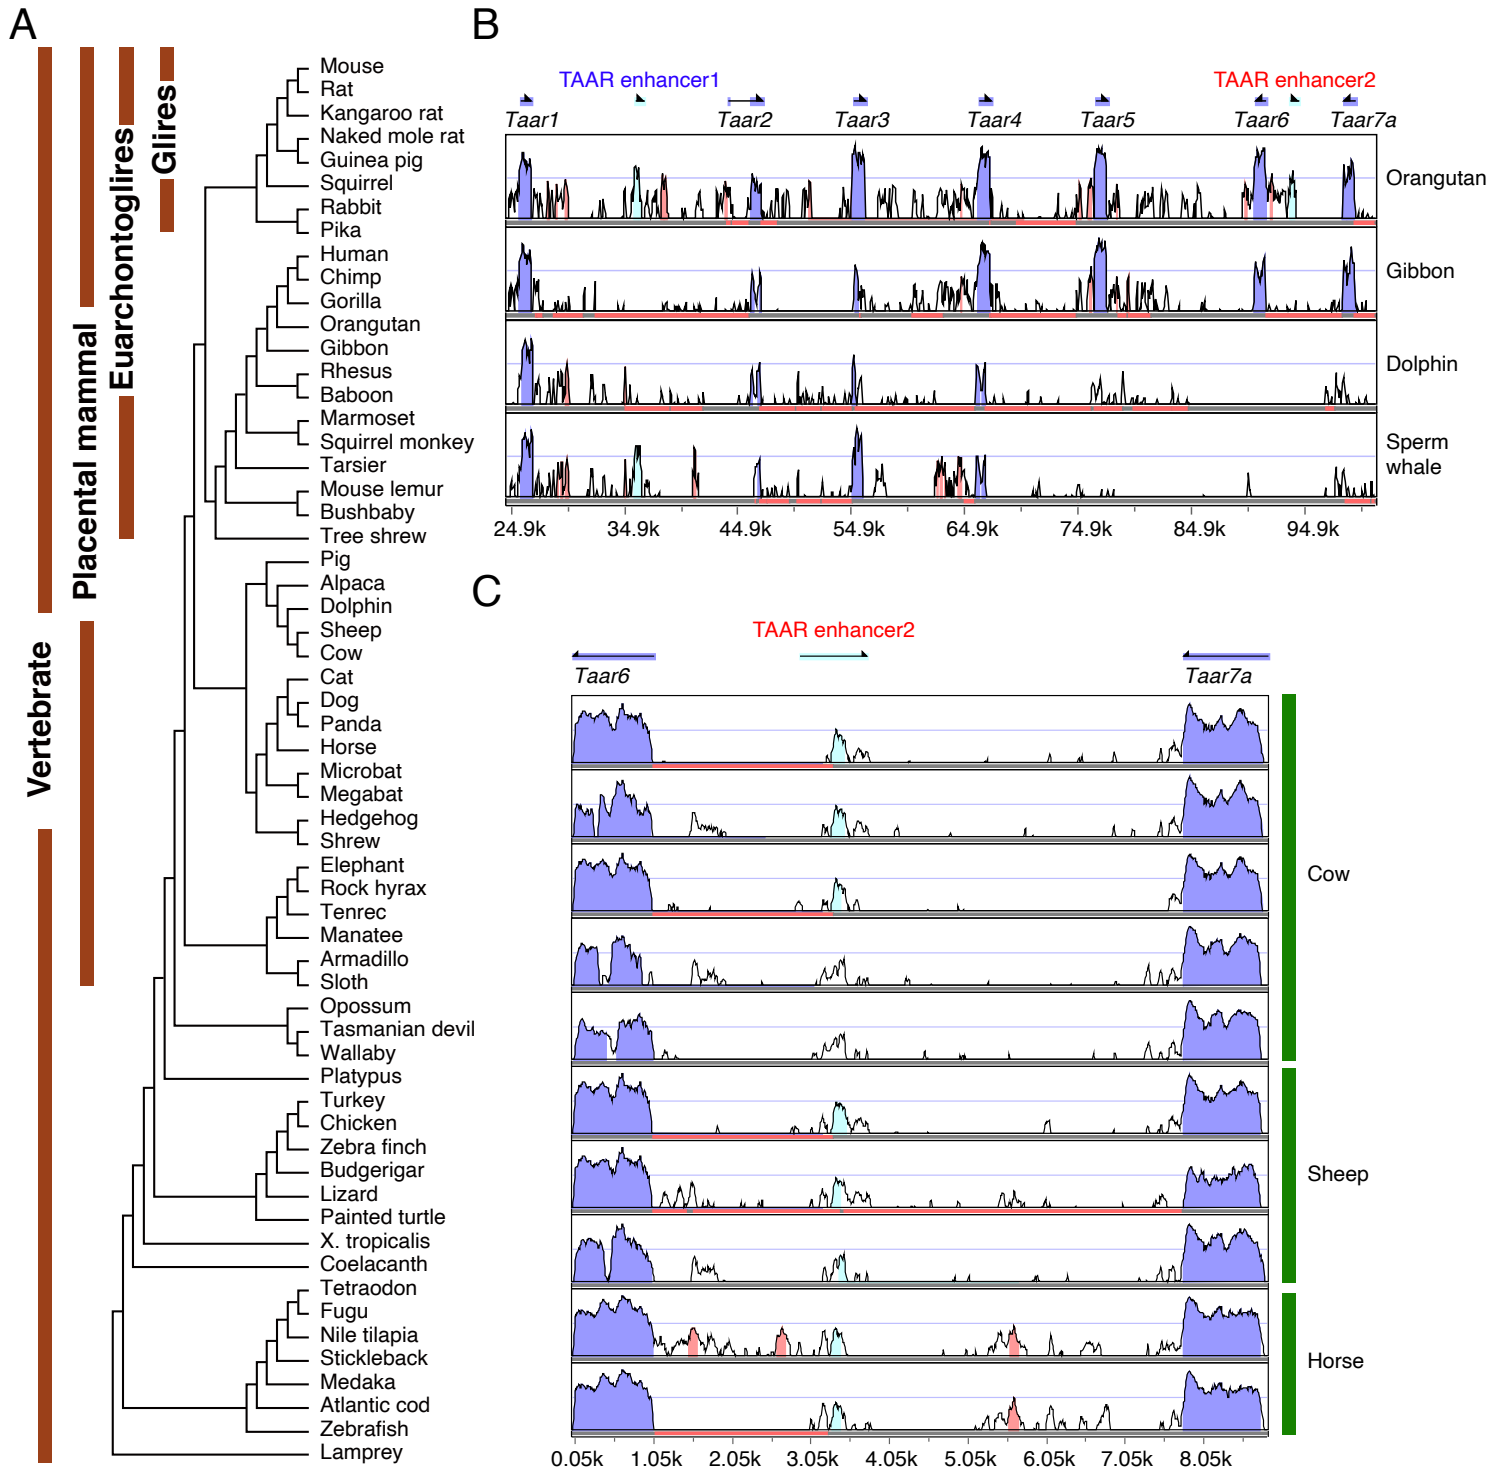 A
Vertebrate
Placental mammal
Euarchontoglires
Glires
Mouse
Rat
Kangaroo rat
Naked mole rat
Guinea pig
Squirrel
Rabbit
Pika
Human
Chimp
Gorilla
Orangutan
Gibbon
Rhesus
Baboon
Marmoset
Squirrel monkey
Tarsier
Mouse lemur
Bushbaby
Tree shrew
Pig
Alpaca
Dolphin
Sheep
Cow
Cat
Dog
Panda
Horse
Microbat
Megabat
Hedgehog
Shrew
Elephant
Rock hyrax
Tenrec
Manatee
Armadillo
Sloth
Opossum
Tasmanian devil
Wallaby
Platypus
Turkey
Chicken
Zebra finch
Budgerigar
Lizard
Painted turtle
X. tropicalis
Coelacanth
Tetraodon
Fugu
Nile tilapia
Stickleback
Medaka
Atlantic cod
Zebrafish
Lamprey
B
TAAR enhancer1 TAAR enhancer2
Taar1 Taar2 Taar3 Taar4 Taar5 Taar6 Taar7a
Orangutan
Gibbon
Dolphin
Sperm
whale
24.9k 34.9k 44.9k 54.9k 64.9k 74.9k 84.9k 94.9k
C
TAAR enhancer2
Taar6 Taar7a
Cow
Sheep
Horse
0.05k 1.05k 2.05k 3.05k 4.05k 5.05k 6.05k 7.05k 8.05k